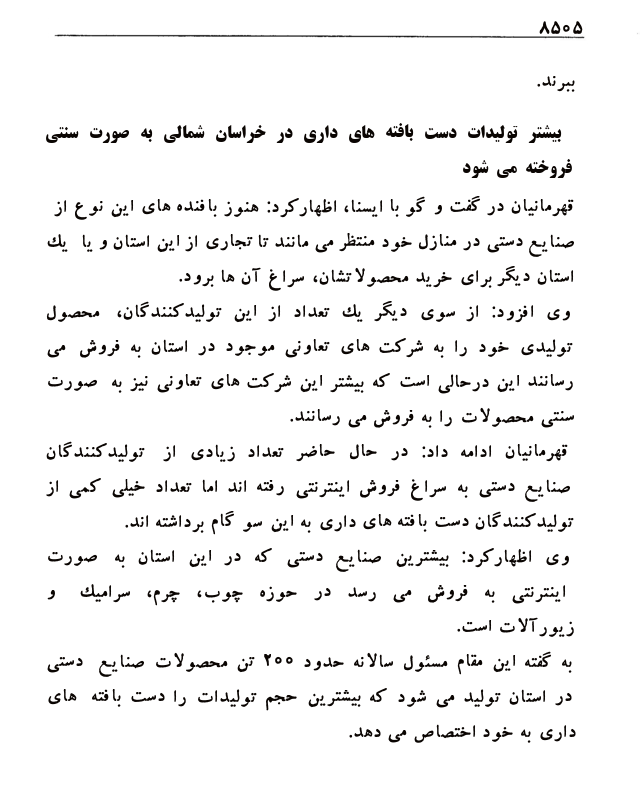 ۸۵۰۵
ببرند.
بیشتر تولیدات دست بافته های داری در خراسان شمالی به صورت سنتی
فروخته می شود
قهرمانیان در گفت و گو با ایسنا، اظهارکرد: هنوز بافنده های این نوع از
صنایع دستی در منازل خود منتظر می مانند تا تجاری از این استان و یا یك
استان دیگر برای خرید محصولاتشان، سراغ آن ها برود.
وی افزود: از سوی دیگر یك تعداد از این تولیدکنندگان، محصول
تولیدی خود را به شرکت های تعاونی موجود در استان به فروش می
رسانند این درحالی است که بیشتر این شرکت های تعاونی نیز به صورت
سنتی محصولات را به فروش می رسانند.
قهرمانیان ادامه داد: در حال حاضر تعداد زیادی از تولیدکنندگان
صنایع دستی به سراغ فروش اینترنتی رفته اند اما تعداد خیلی کمی از
تولیدکنندگان دست بافته های داری به این سو گام برداشته اند.
وی اظهارکرد: بیشترین صنایع دستی که در این استان به صورت
اینترنتی به فروش می رسد در حوزه چوب، چرم، سرامیك و
زیورآلات است.
به گفته این مقام مسئول سالانه حدود ۲۰۰ تن محصولات صنایع دستی
در استان تولید می شود که بیشترین حجم تولیدات را دست بافته های
داری به خود اختصاص می دهد.